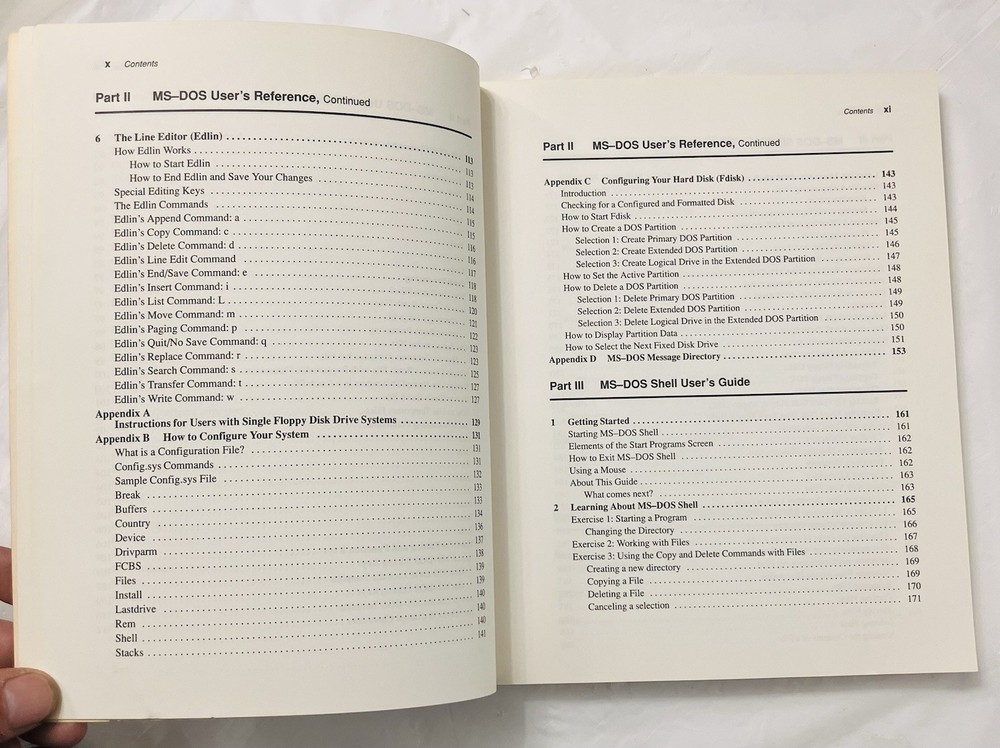 x Contents
Part II MS–DOS User's Reference, Continued
6 The Line Editor (Edlin) . . . . . 113
How Edlin Works . . . . . 113
How to Start Edlin . . . . . 113
How to End Edlin and Save Your Changes . . . . . 114
Special Editing Keys . . . . . 114
The Edlin Commands . . . . . 115
Edlin's Append Command: a . . . . . 115
Edlin's Copy Command: c . . . . . 116
Edlin's Delete Command: d . . . . . 116
Edlin's Line Edit Command . . . . . 117
Edlin's End/Save Command: e . . . . . 118
Edlin's Insert Command: i . . . . . 118
Edlin's List Command: L . . . . . 120
Edlin's Move Command: m . . . . . 121
Edlin's Paging Command: p . . . . . 122
Edlin's Quit/No Save Command: q . . . . . 123
Edlin's Replace Command: r . . . . . 123
Edlin's Search Command: s . . . . . 125
Edlin's Transfer Command: t . . . . . 127
Edlin's Write Command: w . . . . . 127
Appendix A
Instructions for Users with Single Floppy Disk Drive Systems . . . . . 129
Appendix B How to Configure Your System . . . . . 131
What is a Configuration File? . . . . . 131
Config.sys Commands . . . . . 131
Sample Config.sys File . . . . . 132
Break . . . . . 133
Buffers . . . . . 133
Country . . . . . 134
Device . . . . . 136
Drivparm . . . . . 137
FCBS . . . . . 138
Files . . . . . 139
Install . . . . . 139
Lastdrive . . . . . 140
Rem . . . . . 140
Shell . . . . . 140
Stacks . . . . . 141
Contents xi
Part II MS–DOS User's Reference, Continued
Appendix C Configuring Your Hard Disk (Fdisk) . . . . . 143
Introduction . . . . . 143
Checking for a Configured and Formatted Disk . . . . . 143
How to Start Fdisk . . . . . 144
How to Create a DOS Partition . . . . . 145
Selection 1: Create Primary DOS Partition . . . . . 145
Selection 2: Create Extended DOS Partition . . . . . 146
Selection 3: Create Logical Drive in the Extended DOS Partition . . . . . 147
How to Set the Active Partition . . . . . 148
How to Delete a DOS Partition . . . . . 148
Selection 1: Delete Primary DOS Partition . . . . . 149
Selection 2: Delete Extended DOS Partition . . . . . 149
Selection 3: Delete Logical Drive in the Extended DOS Partition . . . . . 150
How to Display Partition Data . . . . . 150
How to Select the Next Fixed Disk Drive . . . . . 151
Appendix D MS–DOS Message Directory . . . . . 153
Part III MS–DOS Shell User's Guide
1 Getting Started . . . . . 161
Starting MS–DOS Shell . . . . . 161
Elements of the Start Programs Screen . . . . . 162
How to Exit MS–DOS Shell . . . . . 162
Using a Mouse . . . . . 162
About This Guide . . . . . 163
What comes next? . . . . . 163
2 Learning About MS–DOS Shell . . . . . 165
Exercise 1: Starting a Program . . . . . 165
Changing the Directory . . . . . 166
Exercise 2: Working with Files . . . . . 167
Exercise 3: Using the Copy and Delete Commands with Files . . . . . 168
Creating a new directory . . . . . 169
Copying a File . . . . . 169
Deleting a File . . . . . 170
Canceling a selection . . . . . 171